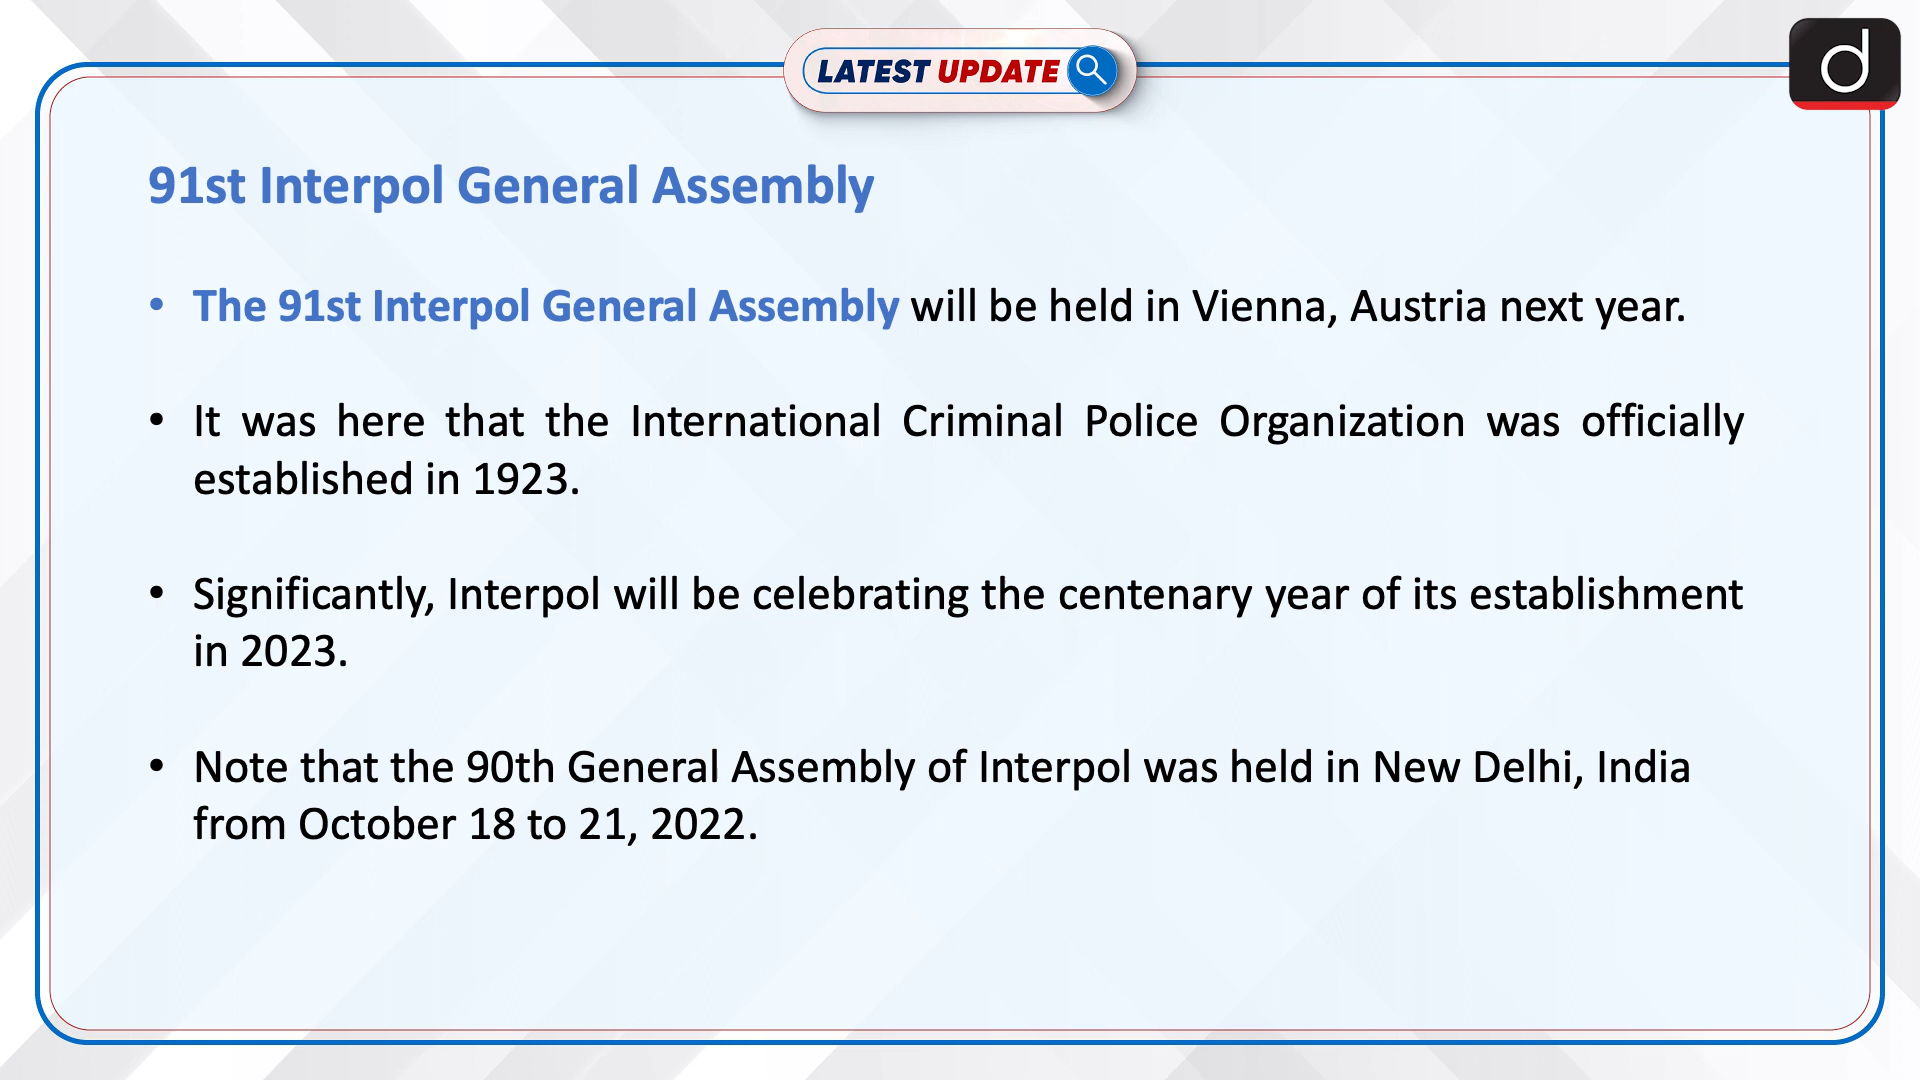 LATEST UPDATE
d
91st Interpol General Assembly
• The 91st Interpol General Assembly will be held in Vienna, Austria next year.
• It was here that the International Criminal Police Organization was officially
established in 1923.
• Significantly, Interpol will be celebrating the centenary year of its establishment
in 2023.
• Note that the 90th General Assembly of Interpol was held in New Delhi, India
from October 18 to 21, 2022.